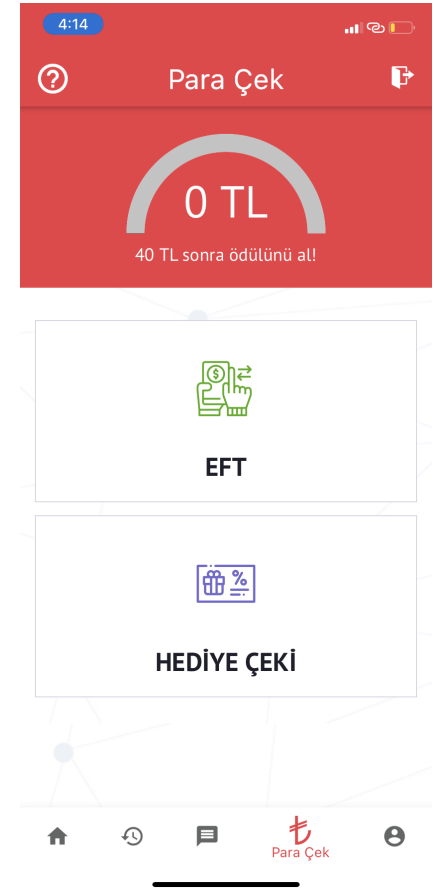 4:14
Para Çek
0 TL
40 TL sonra ödülünü al!
EFT
HEDİYE ÇEKİ
Para Çek